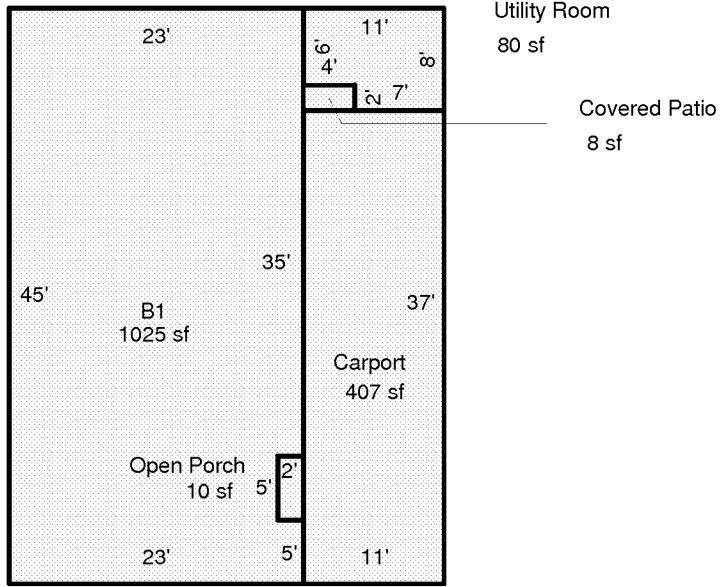 Utility Room
80 sf
23'
11'
6'
8'
4'
2'
7'
Covered Patio
8 sf
35'
45'
37'
B1
1025 sf
Carport
407 sf
Open Porch
10 sf
2'
5'
23'
5'
11'